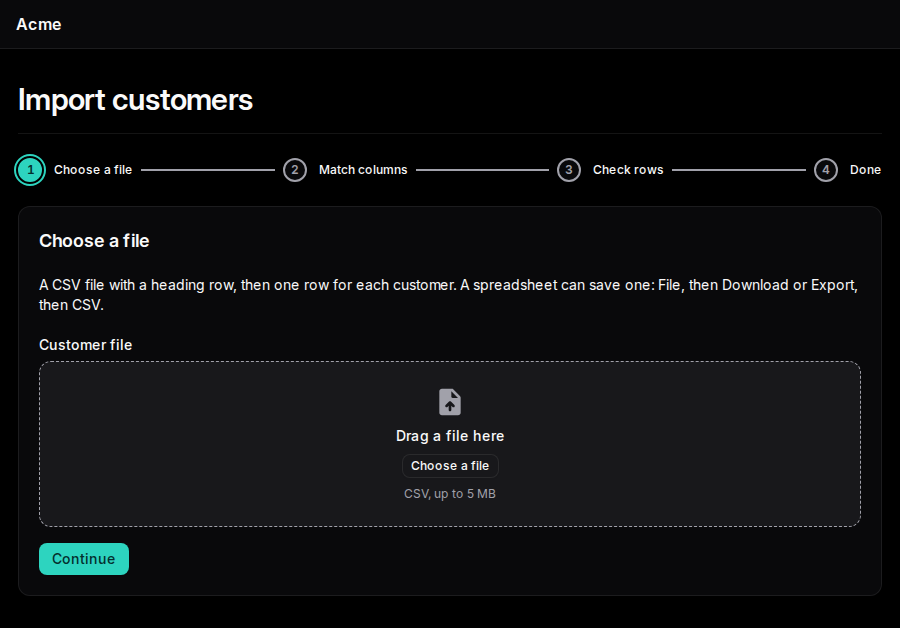 Acme
Import customers
1 Choose a file 2 Match columns 3 Check rows 4 Done
Choose a file
A CSV file with a heading row, then one row for each customer. A spreadsheet can save one: File, then Download or Export,
then CSV.
Customer file
Drag a file here
Choose a file
CSV, up to 5 MB
Continue